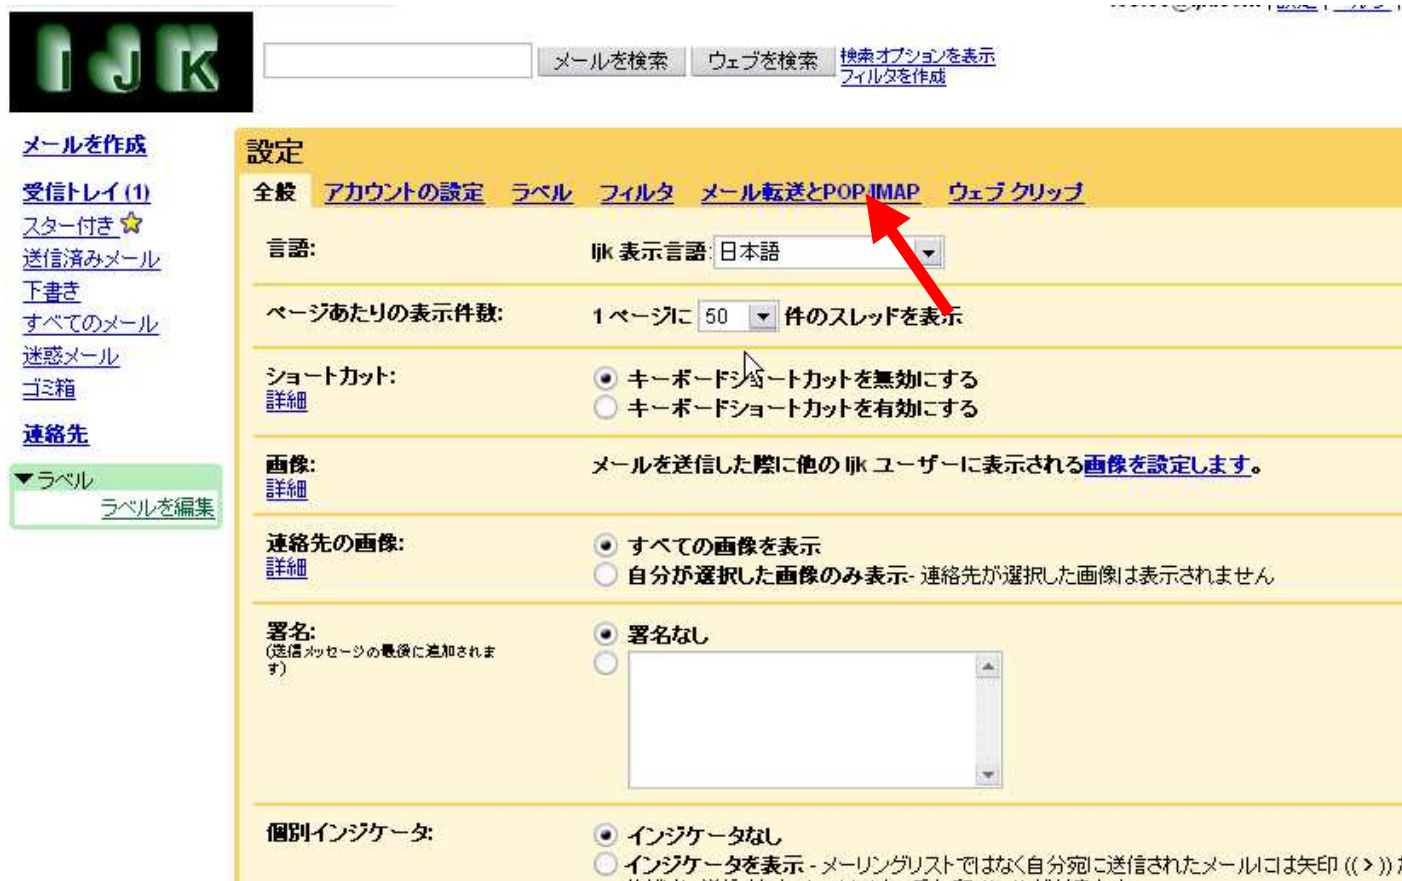 IJK
メールを検索 ウェブを検索 検索オプションを表示
フィルタを作成
メールを作成
受信トレイ (1)
スター付き
送信済みメール
下書き
すべてのメール
迷惑メール
ゴミ箱
連絡先
▼ラベル
ラベルを編集
設定
全般 アカウントの設定 ラベル フィルタ メール転送とPOP/IMAP ウェブ クリップ
言語: Ijk 表示言語: 日本語
ページあたりの表示件数: 1 ページに 50 件のスレッドを表示
ショートカット:
詳細
キーボードショートカットを無効にする
キーボードショートカットを有効にする
画像:
詳細
メールを送信した際に他の Ijk ユーザーに表示される画像を設定します。
連絡先の画像:
詳細
すべての画像を表示
自分が選択した画像のみ表示 - 連絡先が選択した画像は表示されません
署名:
(送信メッセージの最後に追加されま
す)
署名なし
個別インジケータ:
インジケータなし
インジケータを表示 - メーリングリストではなく自分宛に送信されたメールには矢印 ((›))